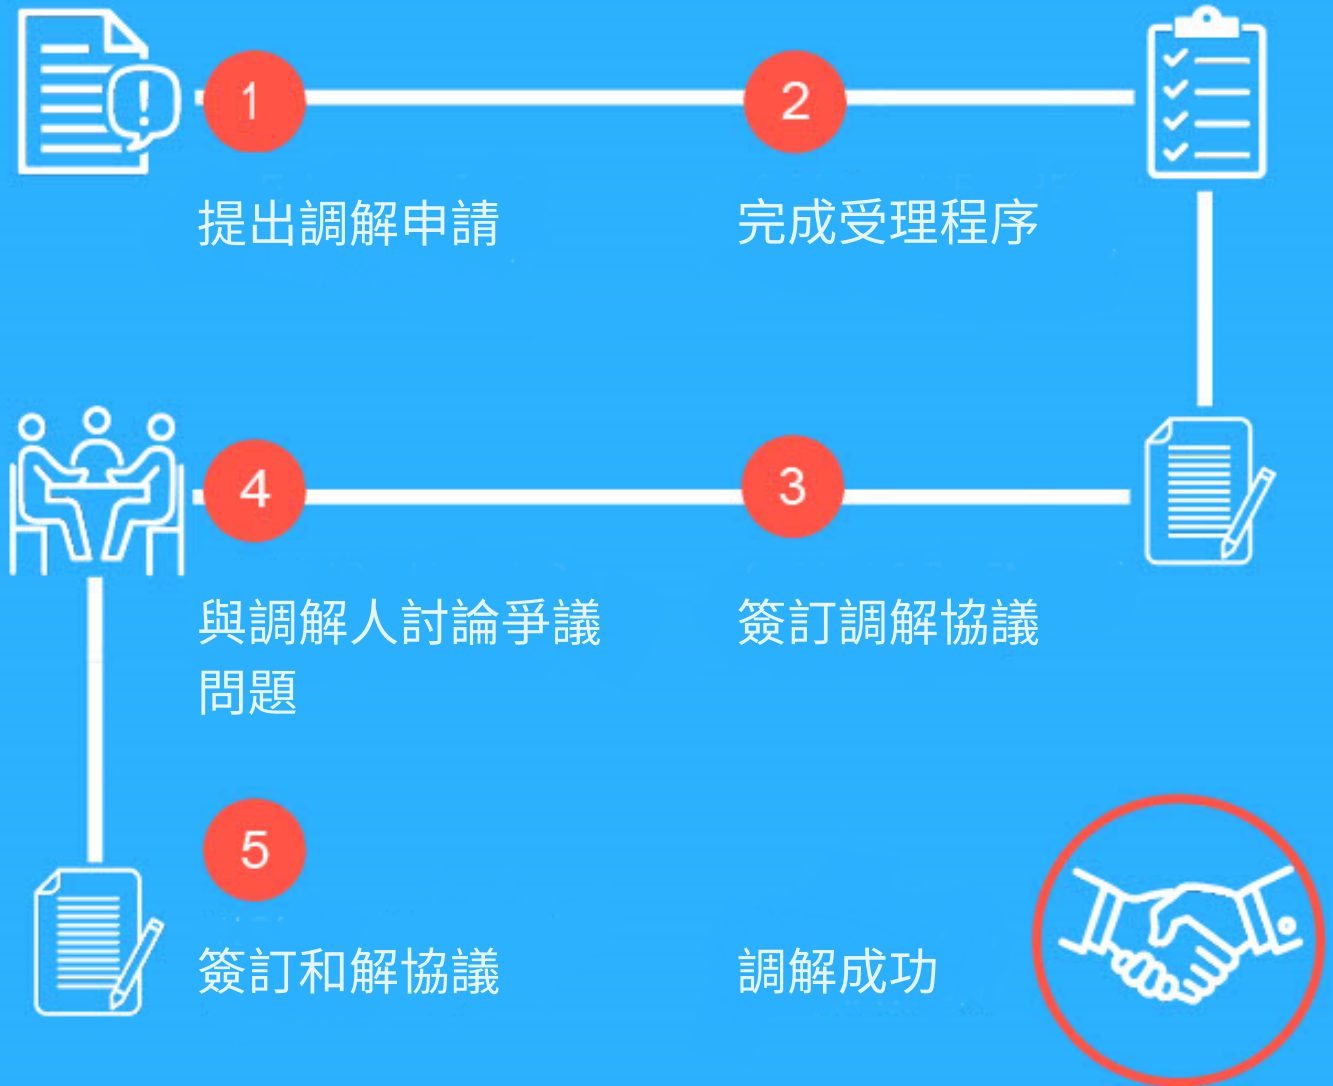 1
提出調解申請
2
完成受理程序
3
簽訂調解協議
4
與調解人討論爭議
問題
5
簽訂和解協議
調解成功